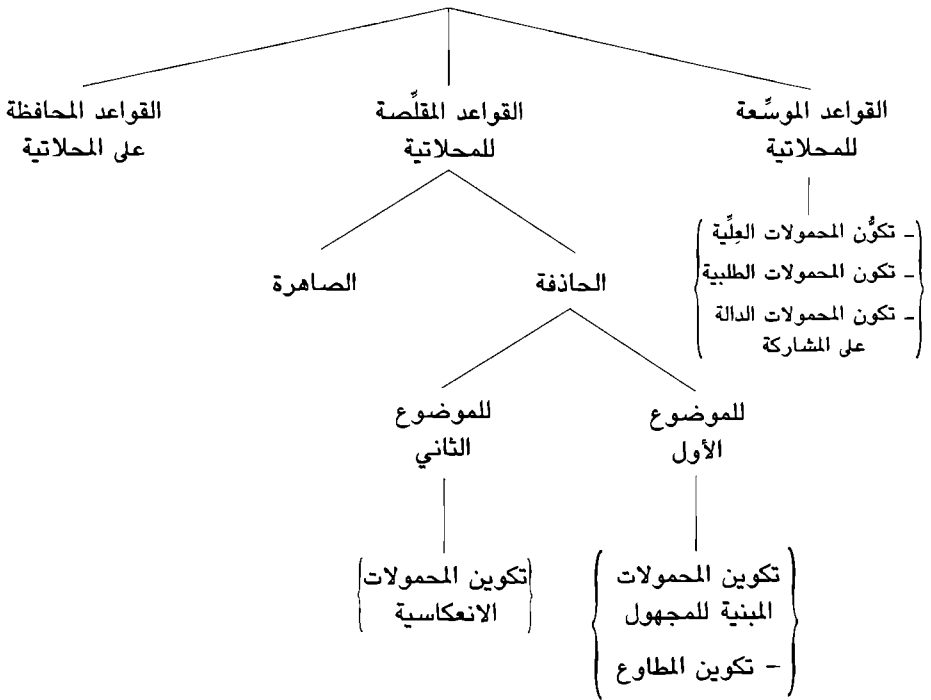 القواعد الموسِّعة
للمحلاتية
القواعد المقلِّصة
للمحلاتية
القواعد المحافظة
على المحلاتية
– تكوُّن المحمولات العِلِّية
– تكون المحمولات الطلبية
– تكون المحمولات الدالة
على المشاركة
الحاذفة
الصاهرة
للموضوع
الأول
للموضوع
الثاني
تكوين المحمولات
المبنية للمجهول
– تكوين المطاوع
تكوين المحمولات
الانعكاسية